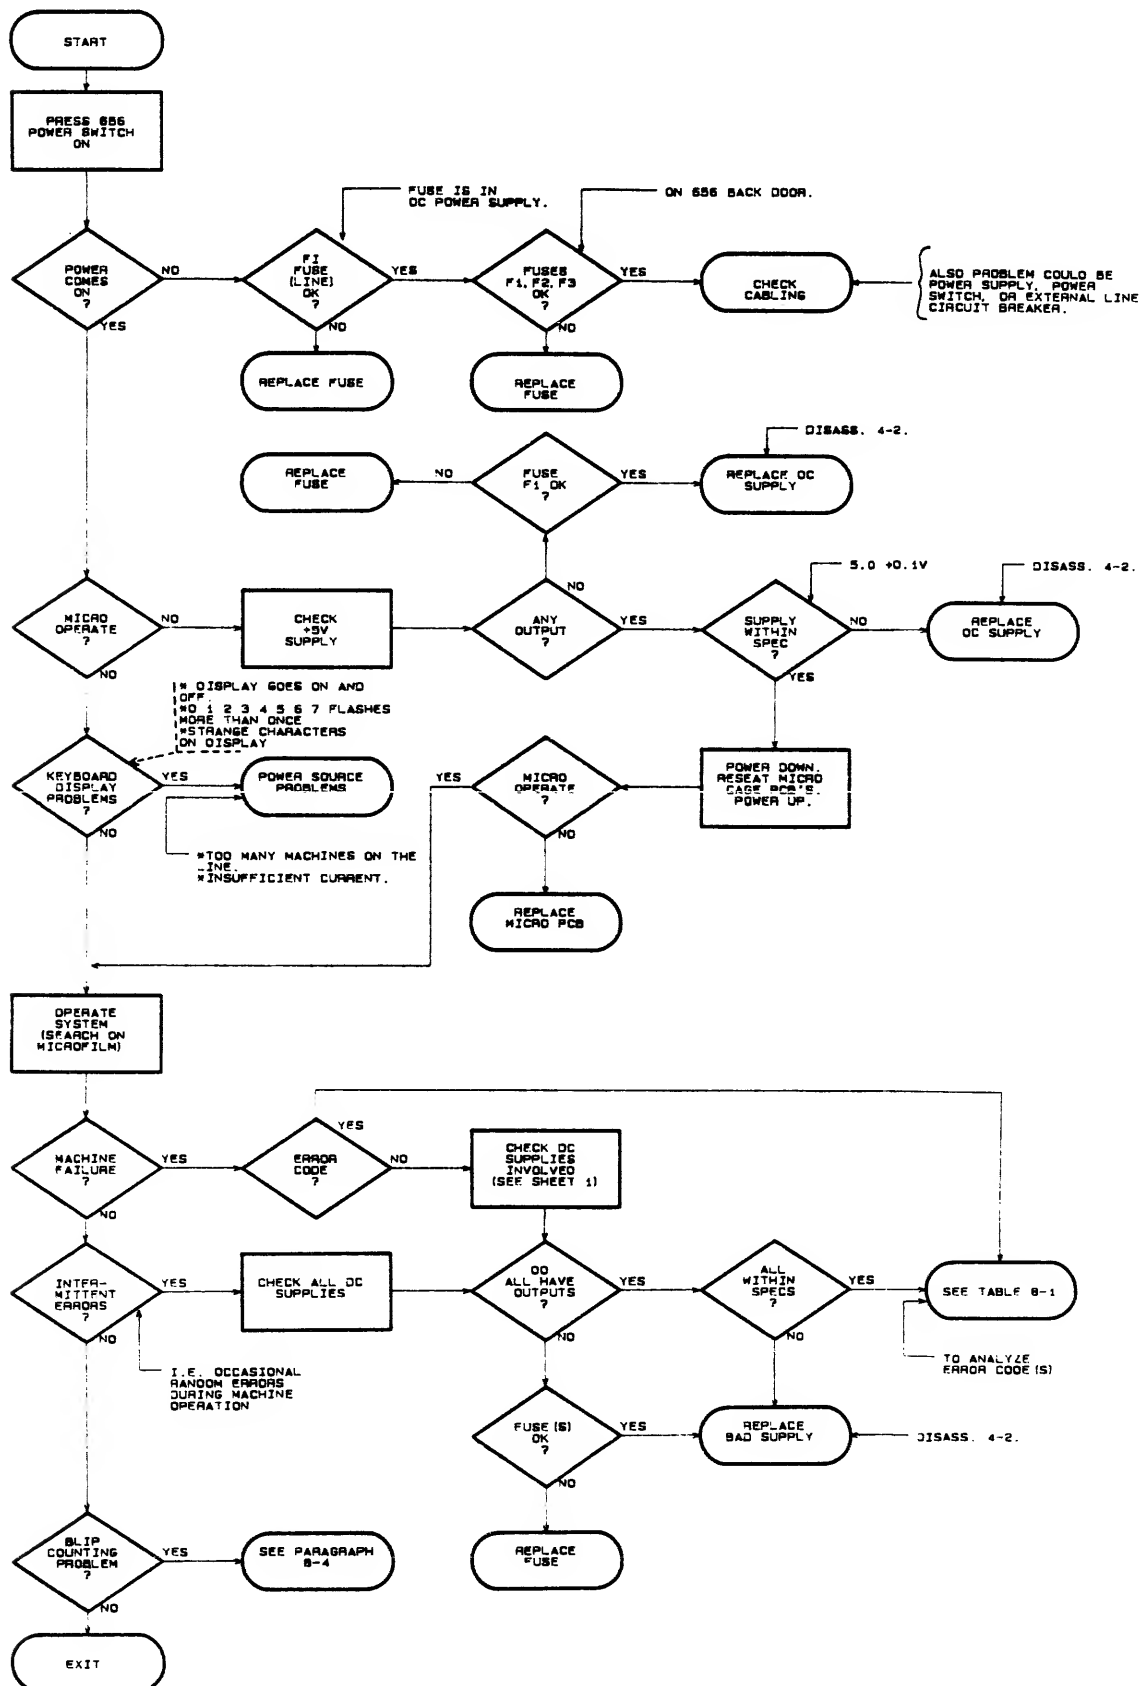 START
PRESS 656
POWER SWITCH
ON
FUSE IS IN
DC POWER SUPPLY.
ON 656 BACK DOOR.
POWER
COMES
ON
?
NO
YES
FI
FUSE
(LINE)
OK
?
YES
NO
FUSES
F1, F2, F3
OK
?
YES
NO
CHECK
CABLING
ALSO PROBLEM COULD BE
POWER SUPPLY, POWER
SWITCH, OR EXTERNAL LINE
CIRCUIT BREAKER.
REPLACE FUSE
REPLACE
FUSE
DISASS. 4-2.
REPLACE
FUSE
NO
FUSE
F1 OK
?
YES
REPLACE DC
SUPPLY
NO
5.0 +0.1V
DISASS. 4-2.
MICRO
OPERATE
?
NO
NO
CHECK
+5V
SUPPLY
ANY
OUTPUT
?
YES
SUPPLY
WITHIN
SPEC
?
NO
YES
REPLACE
DC SUPPLY
* DISPLAY GOES ON AND
OFF.
*0 1 2 3 4 5 6 7 FLASHES
MORE THAN ONCE
*STRANGE CHARACTERS
ON DISPLAY
KEYBOARD
DISPLAY
PROBLEMS
?
YES
NO
POWER SOURCE
PROBLEMS
YES
MICRO
OPERATE
?
NO
POWER DOWN.
RESEAT MICRO
CAGE PCB'S.
POWER UP.
*TOO MANY MACHINES ON THE
LINE.
*INSUFFICIENT CURRENT.
REPLACE
MICRO PCB
OPERATE
SYSTEM
(SEARCH ON
MICROFILM)
MACHINE
FAILURE
?
YES
NO
YES
ERROR
CODE
?
NO
CHECK DC
SUPPLIES
INVOLVED
(SEE SHEET 1)
INTER-
MITTENT
ERRORS
?
YES
NO
CHECK ALL DC
SUPPLIES
DO
ALL HAVE
OUTPUTS
?
YES
NO
ALL
WITHIN
SPECS
?
YES
NO
SEE TABLE 8-1
I.E. OCCASIONAL
RANDOM ERRORS
DURING MACHINE
OPERATION
TO ANALYZE
ERROR CODE(S)
FUSE(S)
OK
?
YES
NO
REPLACE
BAD SUPPLY
DISASS. 4-2.
BLIP
COUNTING
PROBLEM
?
YES
NO
SEE PARAGRAPH
8-4
REPLACE
FUSE
EXIT